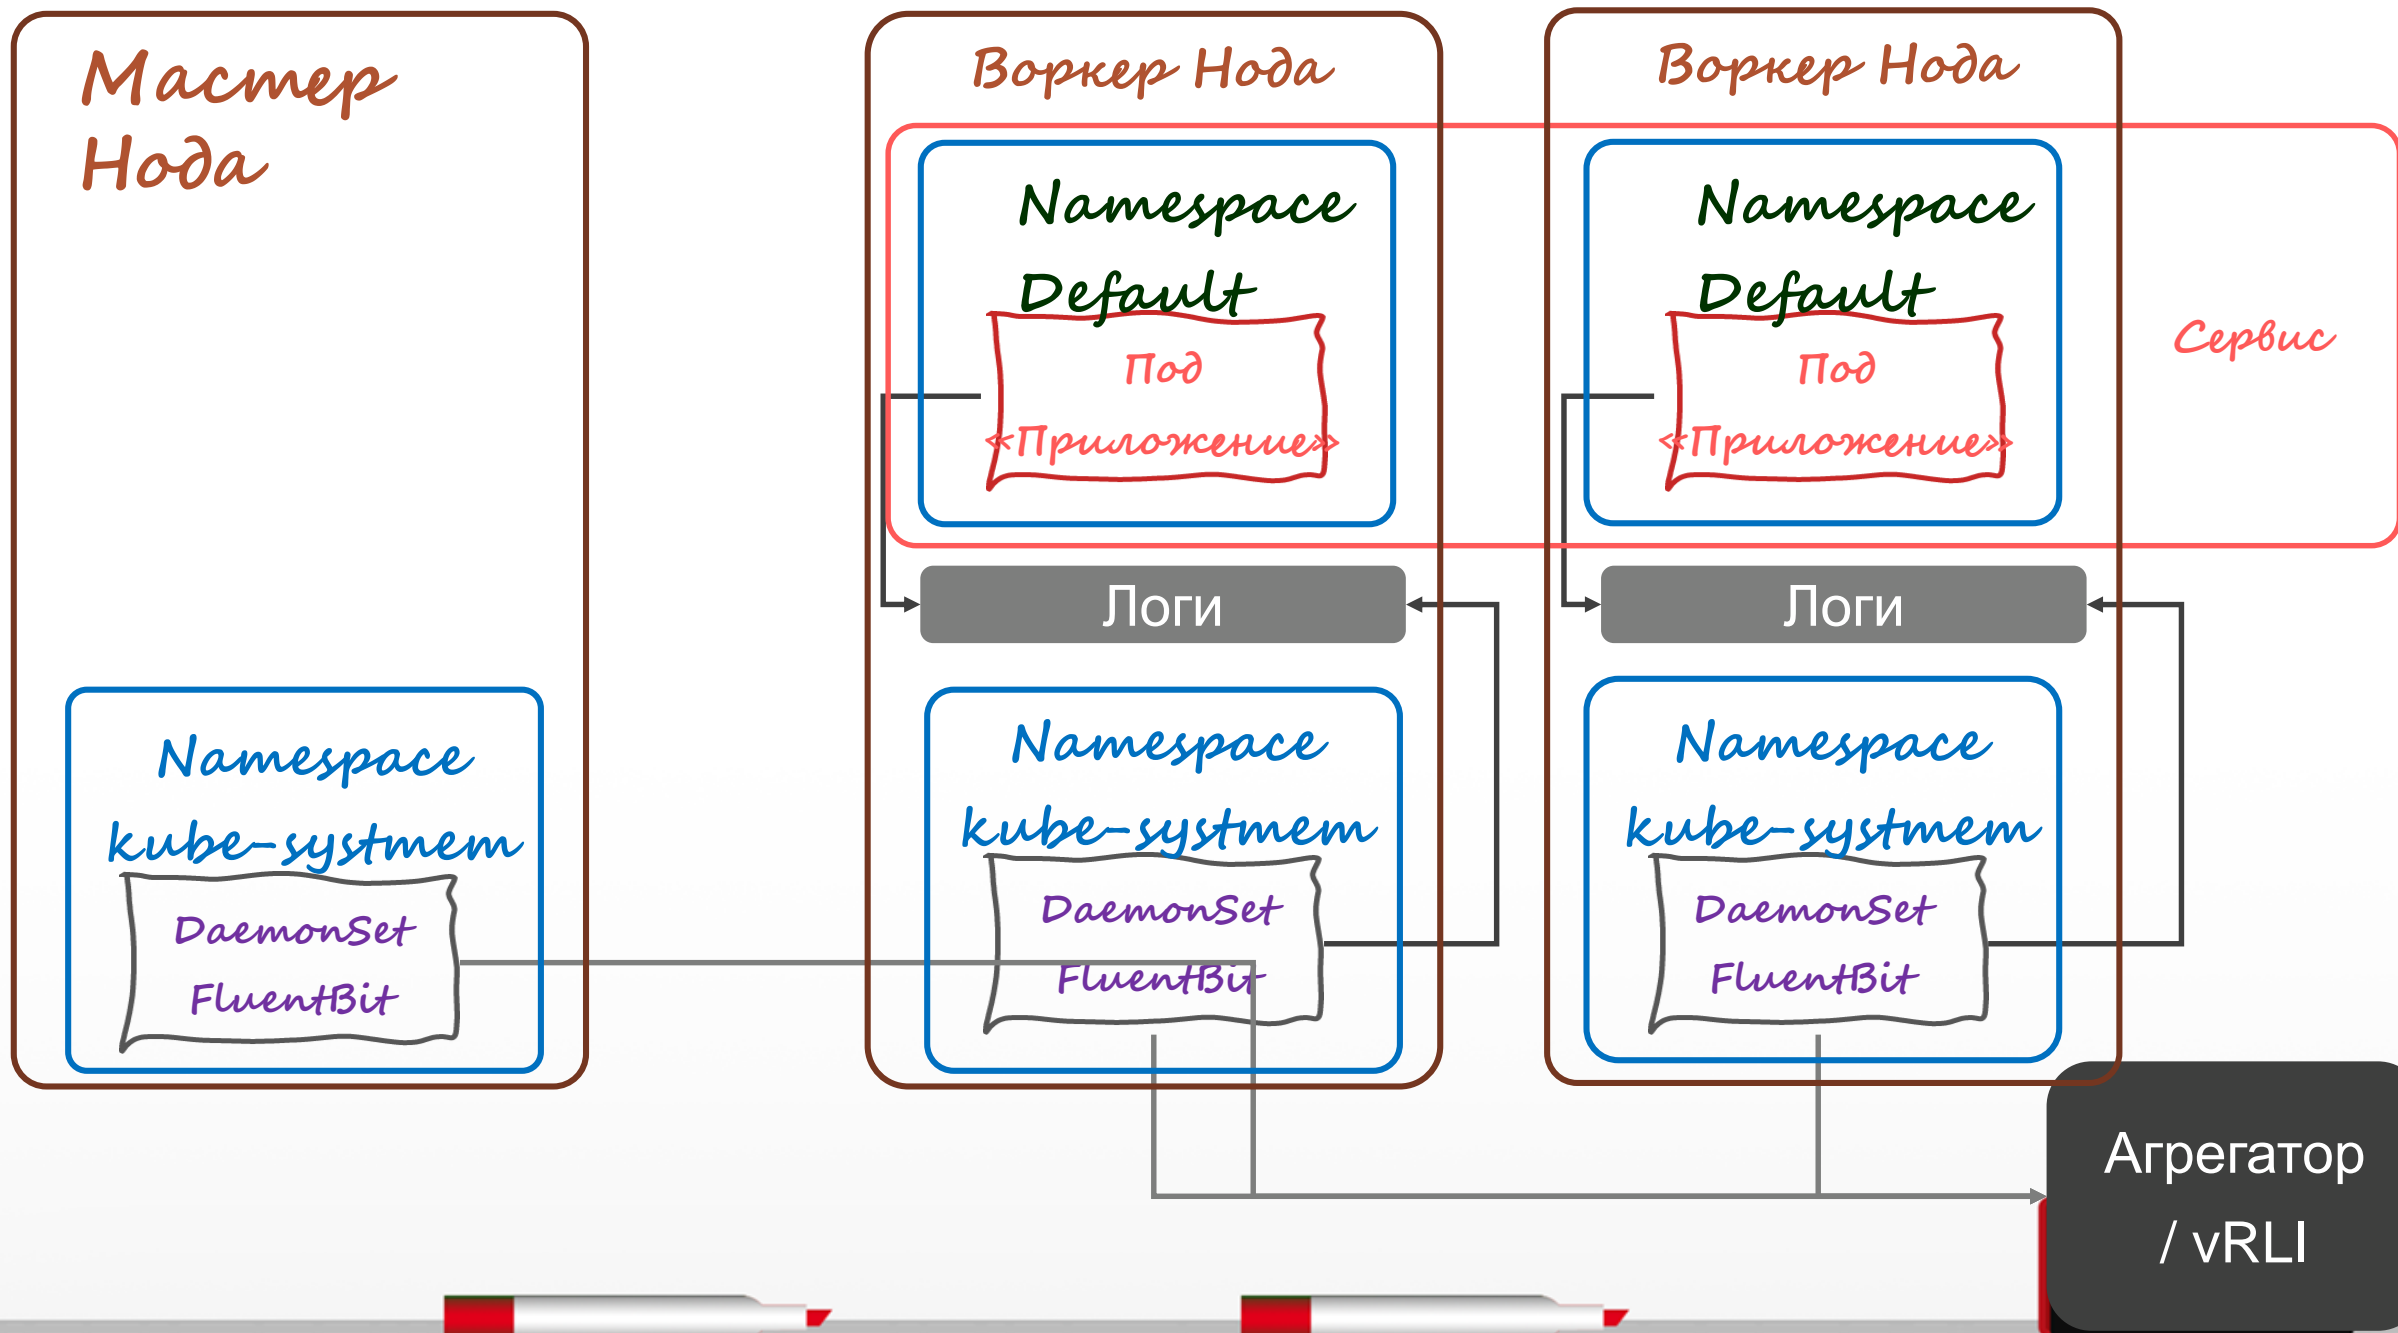 Мастер
Нода
Namespace
kube-systmem
DaemonSet
FluentBit
Воркер Нода
Namespace
Default
Под
«Приложение»
Логи
Namespace
kube-systmem
DaemonSet
FluentBit
Воркер Нода
Namespace
Default
Под
«Приложение»
Логи
Namespace
kube-systmem
DaemonSet
FluentBit
Сервис
Агрегатор
/ vRLI